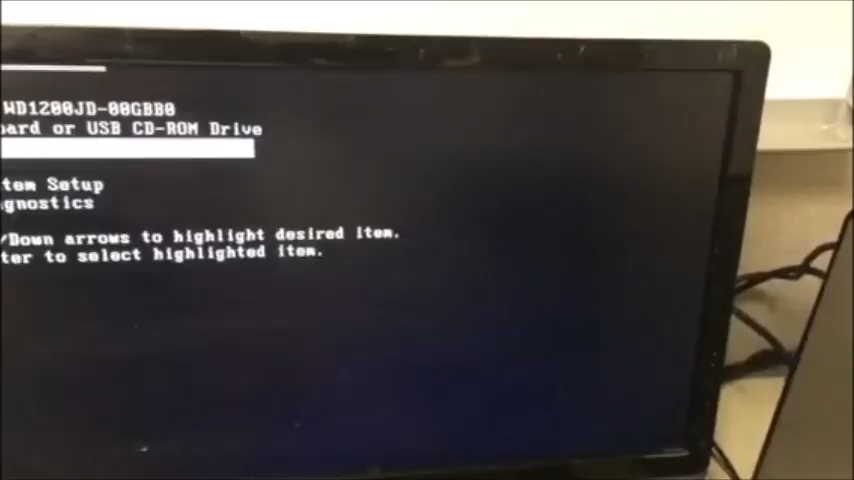 WD1200JD-00GBB0
oard or USB CD-ROM Drive
tem Setup
gnostics
/Down arrows to highlight desired item.
ter to select highlighted item.